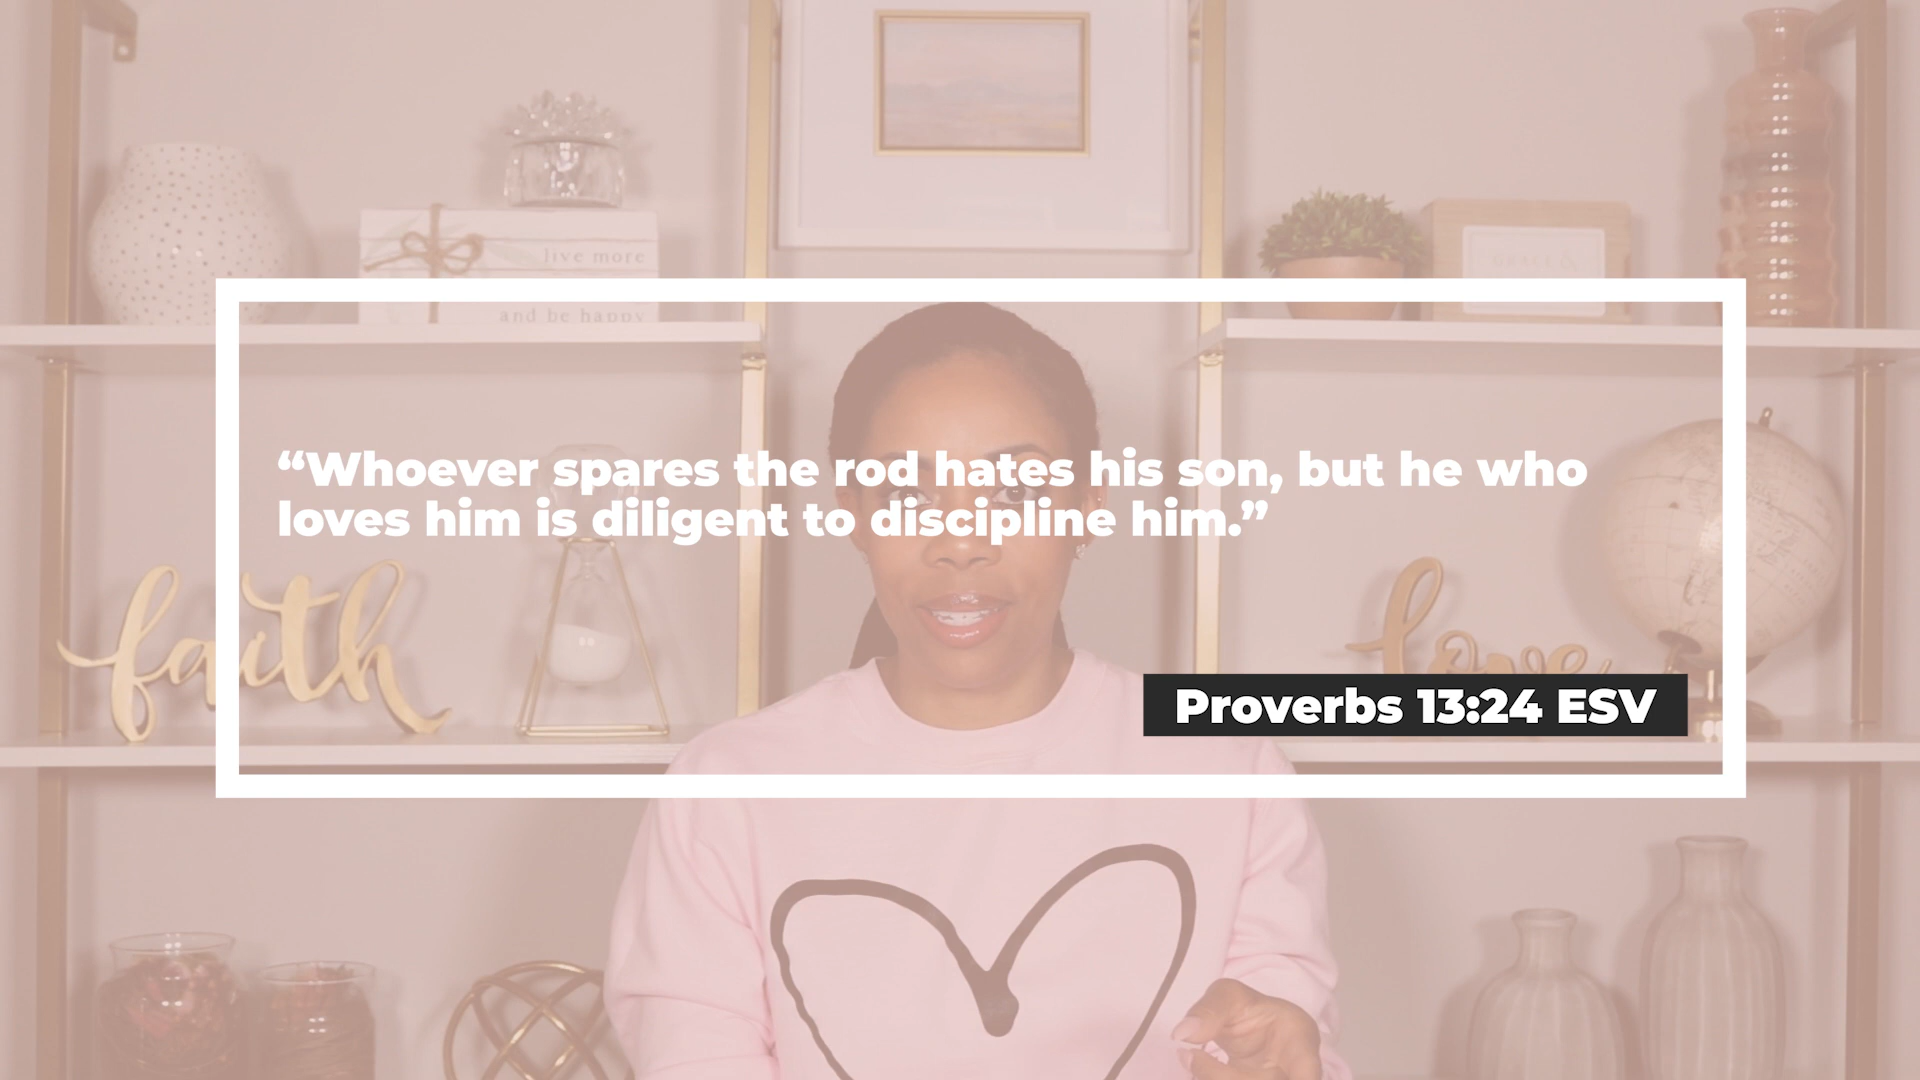 live more
and be happy
“Whoever spares the rod hates his son, but he who
loves him is diligent to discipline him.”
faith
love
Proverbs 13:24 ESV